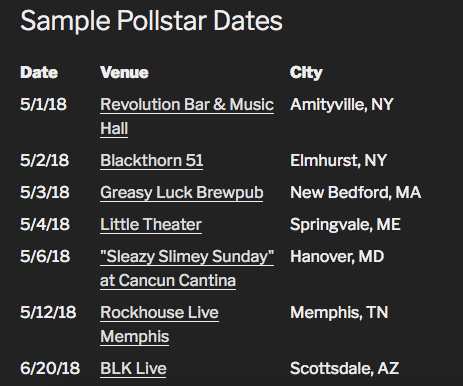 Sample Pollstar Dates
Date Venue City
5/1/18 Revolution Bar & Music Amityville, NY
Hall
5/2/18 Blackthorn 51 Elmhurst, NY
5/3/18 Greasy Luck Brewpub New Bedford, MA
5/4/18 Little Theater Springvale, ME
5/6/18 "Sleazy Slimey Sunday" Hanover, MD
at Cancun Cantina
5/12/18 Rockhouse Live Memphis, TN
Memphis
6/20/18 BLK Live Scottsdale, AZ